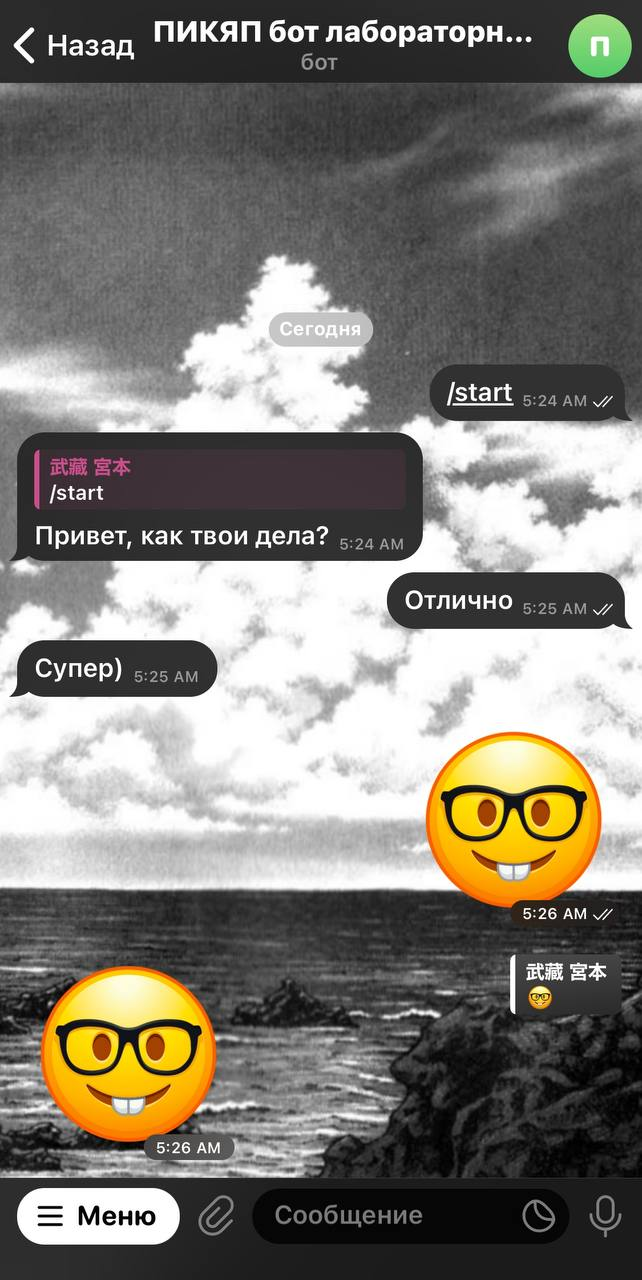 Назад
ПИКЯП бот лабораторн...
бот
П
Сегодня
/start 5:24 AM
武藏 宮本
/start
Привет, как твои дела? 5:24 AM
Отлично 5:25 AM
Супер) 5:25 AM
5:26 AM
武藏 宮本
5:26 AM
Меню
Сообщение